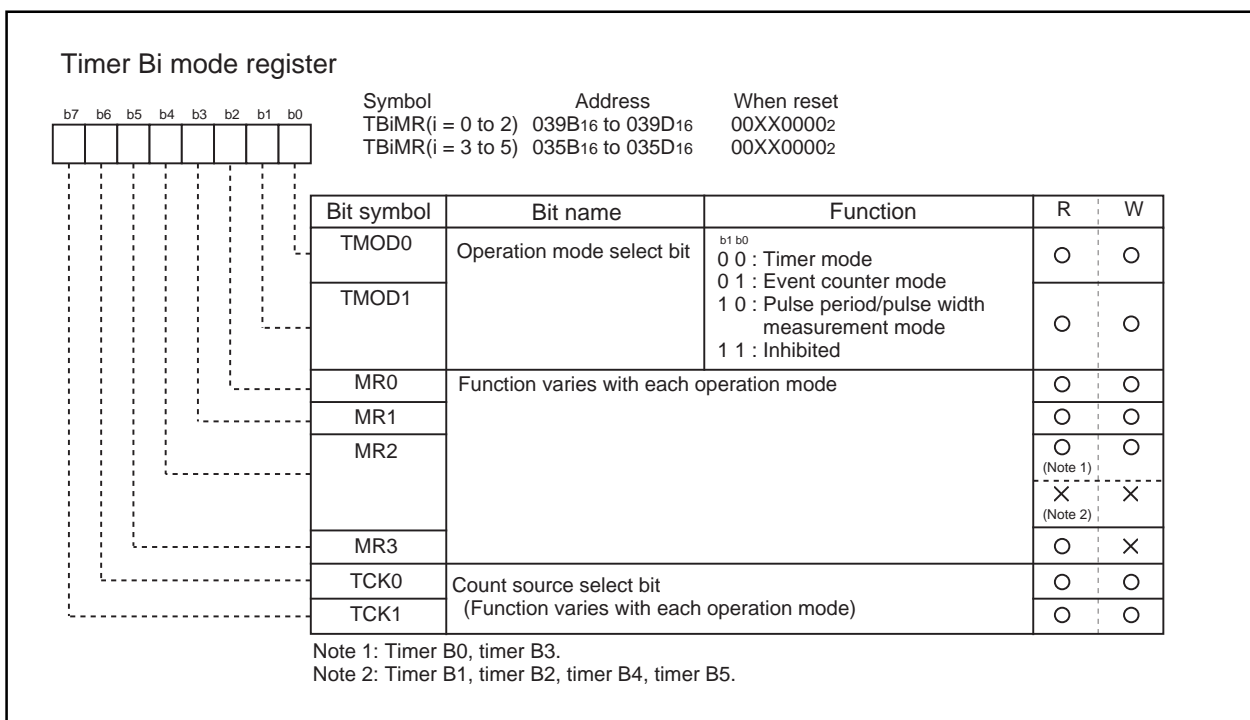 Timer Bi mode register
Symbol Address When reset
TBiMR(i = 0 to 2) 039B16 to 039D16 00XX00002
TBiMR(i = 3 to 5) 035B16 to 035D16 00XX00002
b7 b6 b5 b4 b3 b2 b1 b0
Bit symbol Bit name Function R W
TMOD0 Operation mode select bit b1 b0
0 0 : Timer mode
0 1 : Event counter mode
TMOD1 1 0 : Pulse period/pulse width
measurement mode
1 1 : Inhibited
MR0 Function varies with each operation mode
MR1
MR2
(Note 1)
(Note 2)
MR3
TCK0 Count source select bit
TCK1 (Function varies with each operation mode)
Note 1: Timer B0, timer B3.
Note 2: Timer B1, timer B2, timer B4, timer B5.